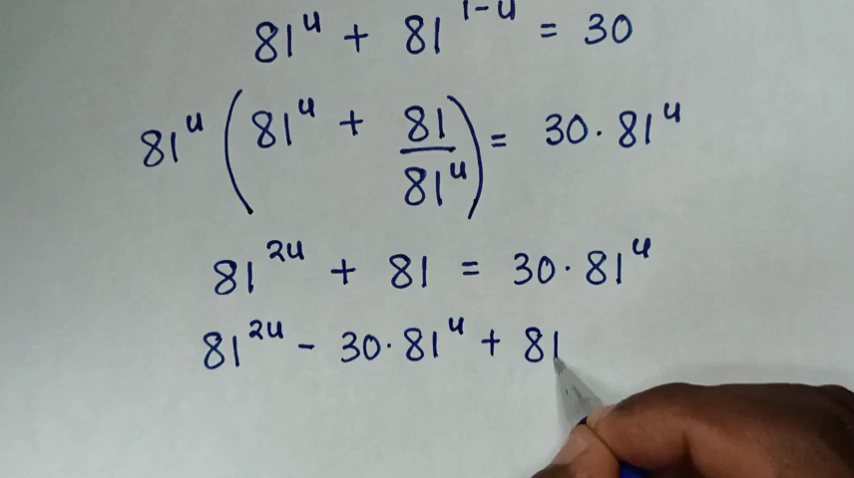 81^u + 81^{1-u} = 30
81^u (81^u + \frac{81}{81^u}) = 30 · 81^u
81^{2u} + 81 = 30 · 81^u
81^{2u} - 30 · 81^u + 81